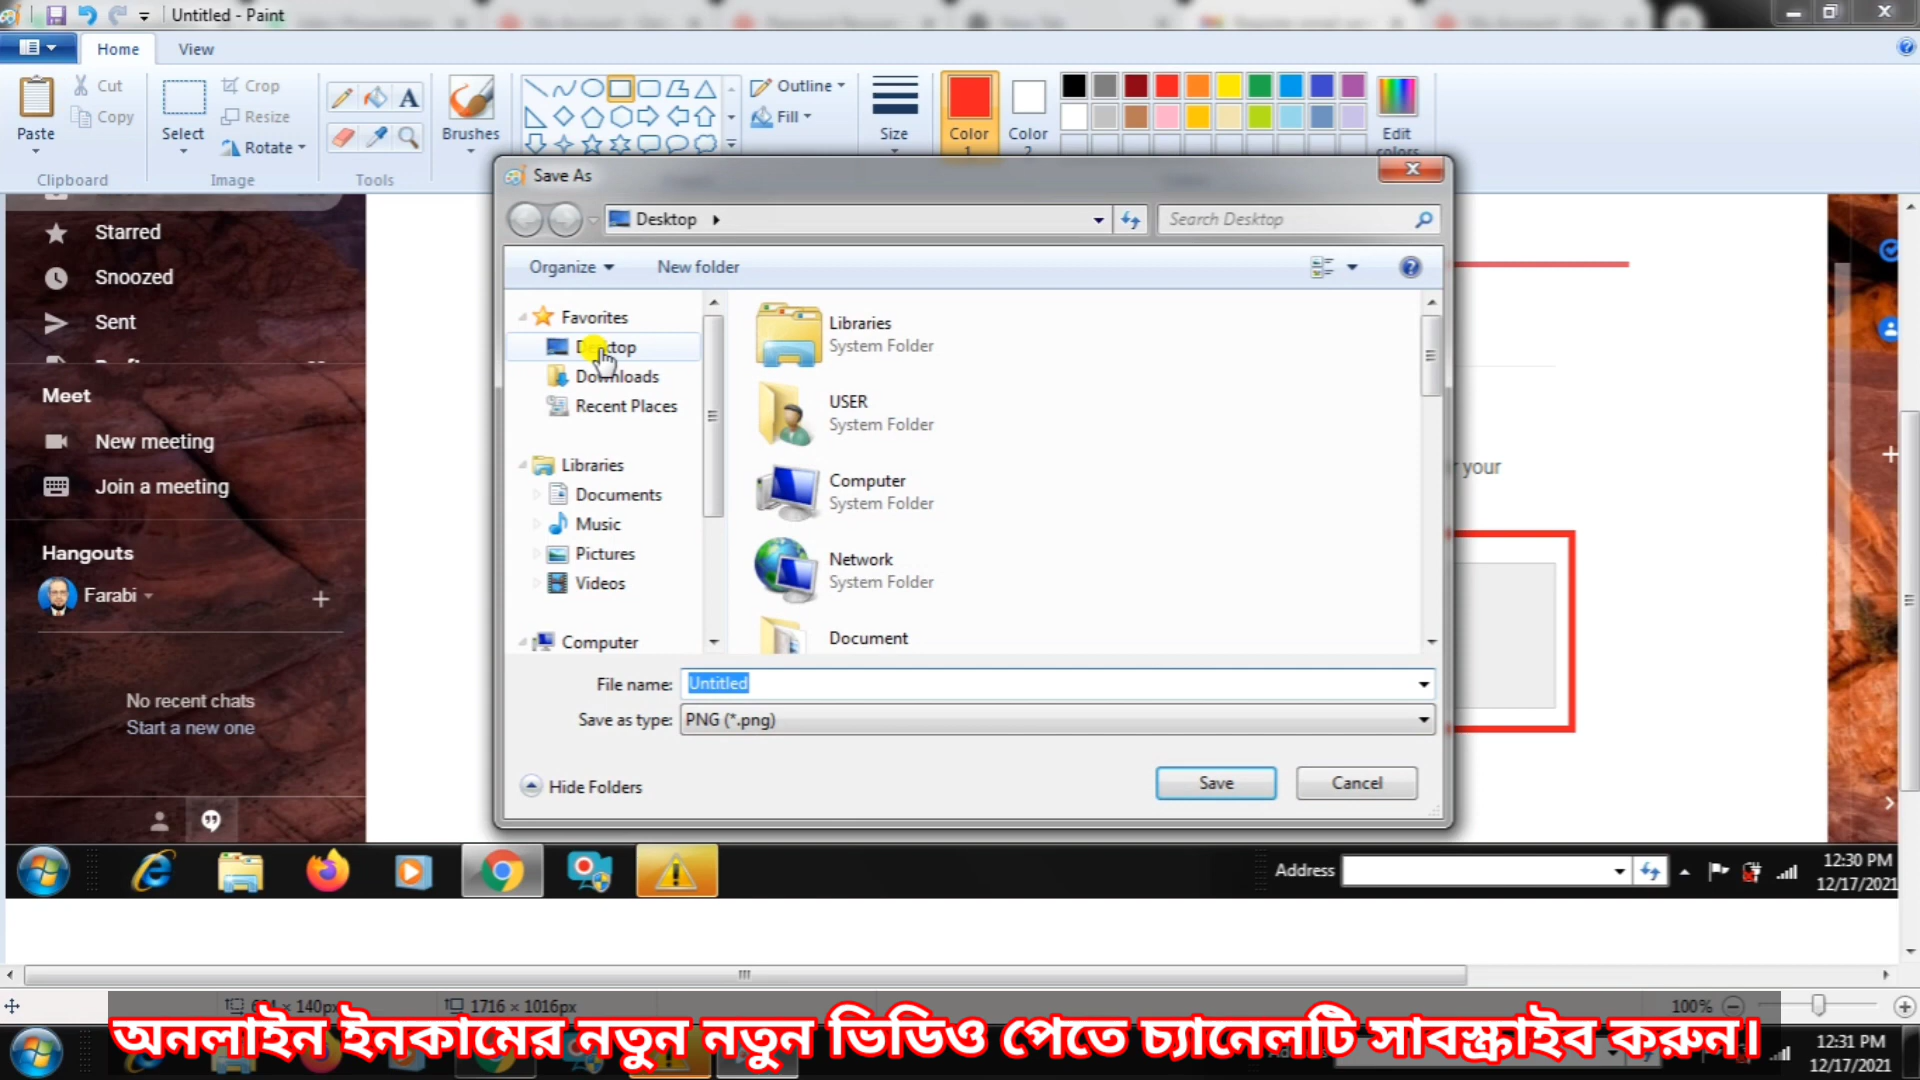 Untitled - Paint
Home
View
Paste
Cut
Copy
Clipboard
Select
Crop
Resize
Rotate
Image
Tools
Brushes
Outline
Fill
Size
Color
1
Color
2
Edit
colors
Starred
Snoozed
Sent
Meet
New meeting
Join a meeting
Hangouts
Farabi
No recent chats
Start a new one
Save As
Desktop
Search Desktop
Organize
New folder
Favorites
Desktop
Downloads
Recent Places
Libraries
Documents
Music
Pictures
Videos
Computer
Libraries
System Folder
USER
System Folder
Computer
System Folder
Network
System Folder
Document
File name: Untitled
Save as type: PNG (*.png)
Hide Folders
Save
Cancel
your
Address
12:30 PM
12/17/2021
1716 × 1016px
100%
অনলাইন ইনকামের নতুন নতুন ভিডিও পেতে চ্যানেলটি সাবস্ক্রাইব করুন।
12:31 PM
12/17/2021